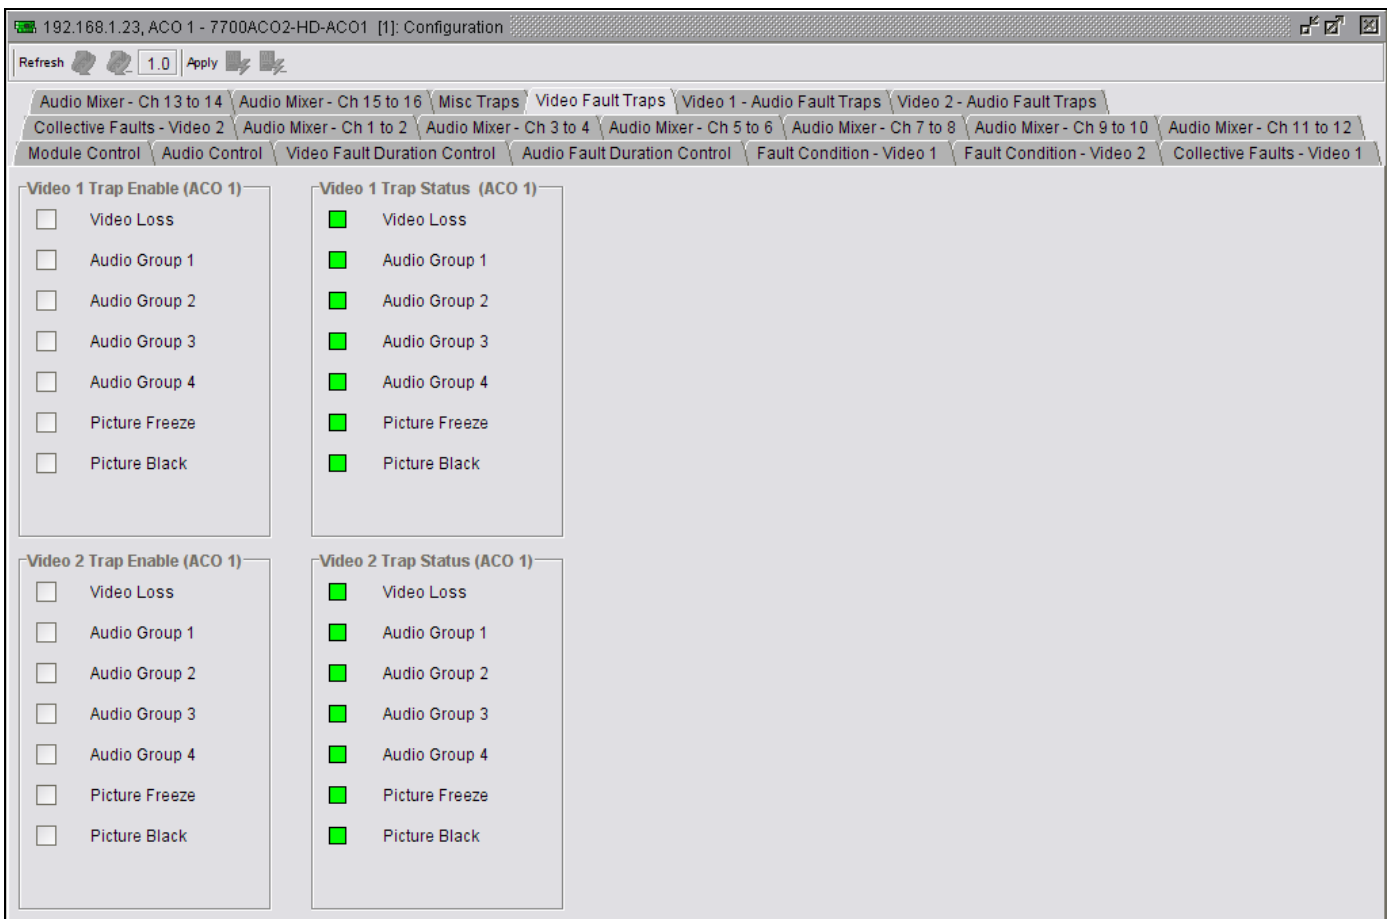 192.168.1.23, ACO 1 - 7700ACO2-HD-ACO1 [1]: Configuration
Refresh 1.0 Apply
Audio Mixer - Ch 13 to 14 Audio Mixer - Ch 15 to 16 Misc Traps Video Fault Traps Video 1 - Audio Fault Traps Video 2 - Audio Fault Traps
Collective Faults - Video 2 Audio Mixer - Ch 1 to 2 Audio Mixer - Ch 3 to 4 Audio Mixer - Ch 5 to 6 Audio Mixer - Ch 7 to 8 Audio Mixer - Ch 9 to 10 Audio Mixer - Ch 11 to 12
Module Control Audio Control Video Fault Duration Control Audio Fault Duration Control Fault Condition - Video 1 Fault Condition - Video 2 Collective Faults - Video 1
Video 1 Trap Enable (ACO 1)
Video Loss
Audio Group 1
Audio Group 2
Audio Group 3
Audio Group 4
Picture Freeze
Picture Black
Video 1 Trap Status (ACO 1)
Video Loss
Audio Group 1
Audio Group 2
Audio Group 3
Audio Group 4
Picture Freeze
Picture Black
Video 2 Trap Enable (ACO 1)
Video Loss
Audio Group 1
Audio Group 2
Audio Group 3
Audio Group 4
Picture Freeze
Picture Black
Video 2 Trap Status (ACO 1)
Video Loss
Audio Group 1
Audio Group 2
Audio Group 3
Audio Group 4
Picture Freeze
Picture Black